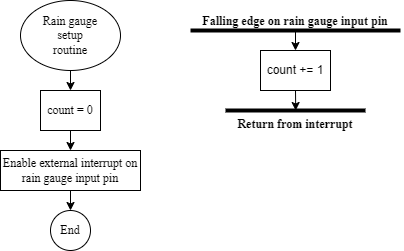 Rain gauge
setup
routine
count = 0
Enable external interrupt on
rain gauge input pin
End
Falling edge on rain gauge input pin
count += 1
Return from interrupt